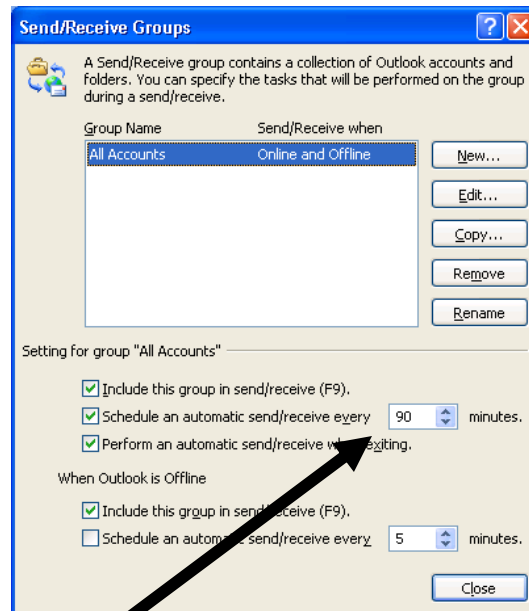 Send/Receive Groups
A Send/Receive group contains a collection of Outlook accounts and
folders. You can specify the tasks that will be performed on the group
during a send/receive.
Group Name Send/Receive when
All Accounts Online and Offline
New...
Edit...
Copy...
Remove
Rename
Setting for group "All Accounts"
Include this group in send/receive (F9).
Schedule an automatic send/receive every 90 minutes.
Perform an automatic send/receive when exiting.
When Outlook is Offline
Include this group in send/receive (F9).
Schedule an automatic send/receive every 5 minutes.
Close